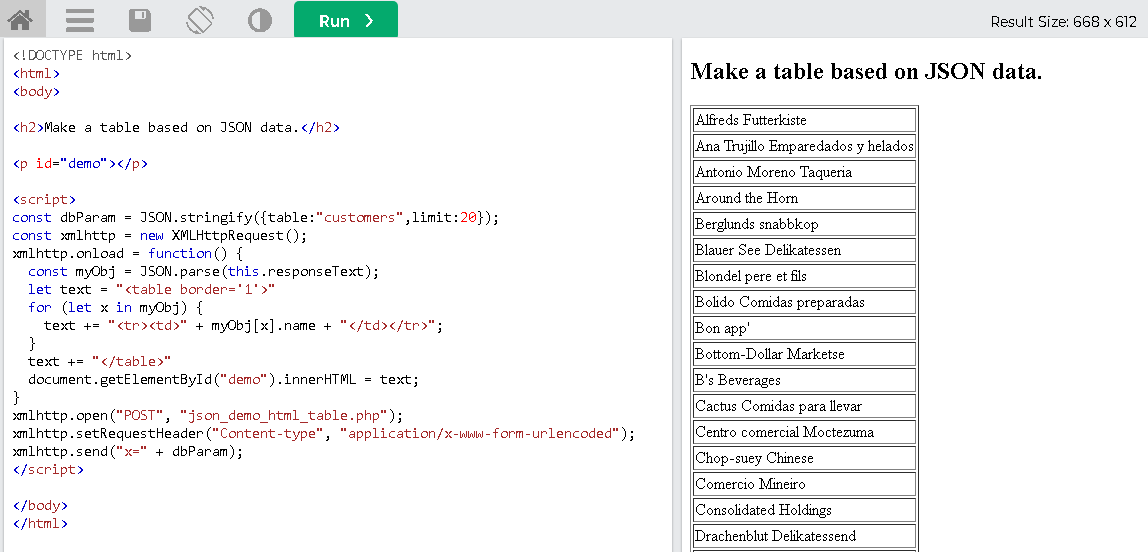 Run ❯
Result Size: 668 x 612
<!DOCTYPE html>
<html>
<body>
<h2>Make a table based on JSON data.</h2>
<p id="demo"></p>
<script>
const dbParam = JSON.stringify({table:"customers",limit:20});
const xmlhttp = new XMLHttpRequest();
xmlhttp.onload = function() {
  const myObj = JSON.parse(this.responseText);
  let text = "<table border='1'>"
  for (let x in myObj) {
    text += "<tr><td>" + myObj[x].name + "</td></tr>";
  }
  text += "</table>"
  document.getElementById("demo").innerHTML = text;
}
xmlhttp.open("POST", "json_demo_html_table.php");
xmlhttp.setRequestHeader("Content-type", "application/x-www-form-urlencoded");
xmlhttp.send("x=" + dbParam);
</script>
</body>
</html>
Make a table based on JSON data.
Alfreds Futterkiste
Ana Trujillo Emparedados y helados
Antonio Moreno Taqueria
Around the Horn
Berglunds snabbkop
Blauer See Delikatessen
Blondel pere et fils
Bolido Comidas preparadas
Bon app'
Bottom-Dollar Marketse
B's Beverages
Cactus Comidas para llevar
Centro comercial Moctezuma
Chop-suey Chinese
Comercio Mineiro
Consolidated Holdings
Drachenblut Delikatessend